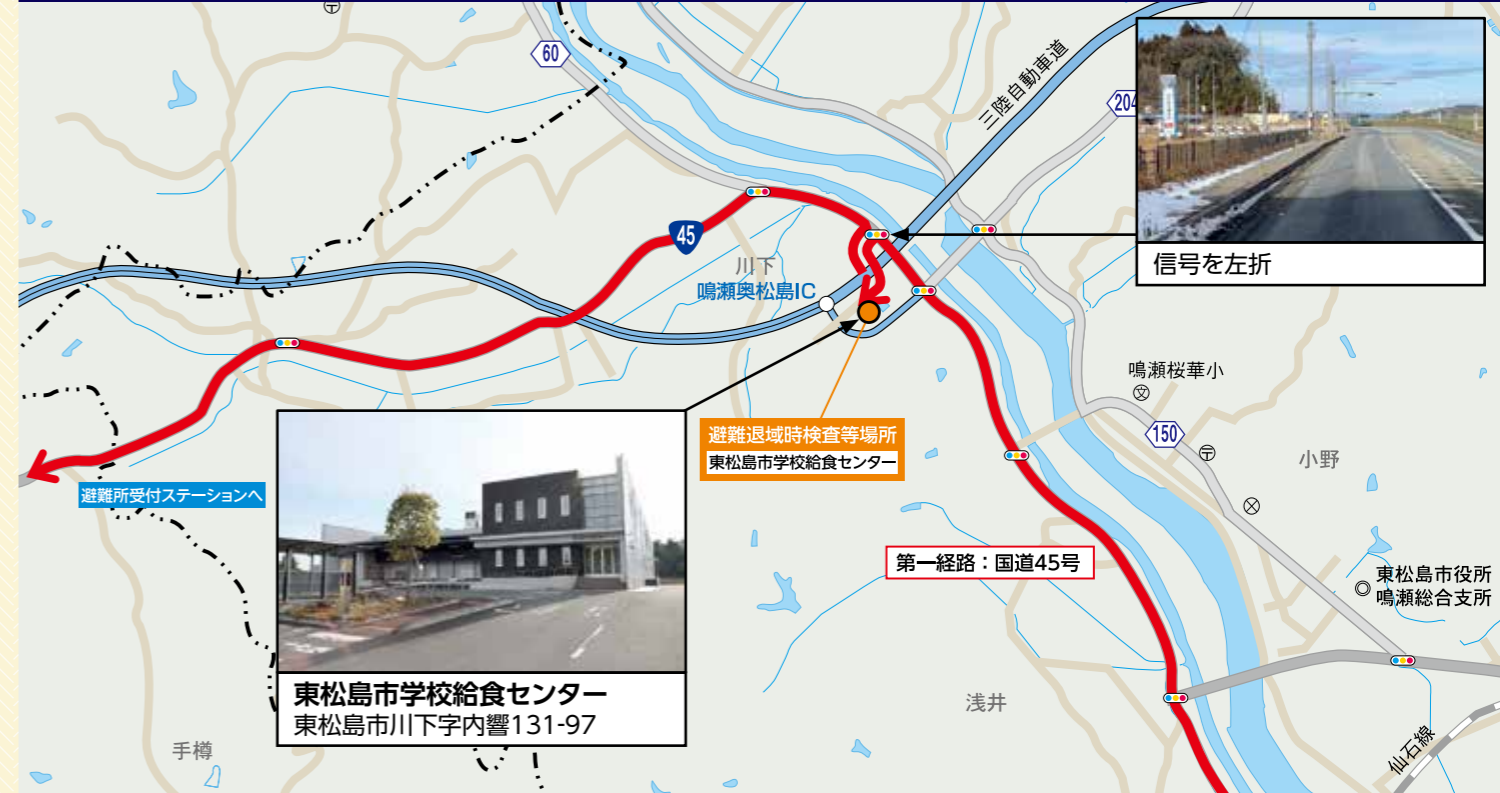 60
三陸自動車道
204
信号を左折
45
川下
鳴瀬奥松島IC
鳴瀬桜華小
文
150
小野
避難退域時検査等場所
東松島市学校給食センター
避難所受付ステーションへ
第一経路：国道45号
東松島市役所
鳴瀬総合支所
東松島市学校給食センター
東松島市川下字内響131-97
浅井
手樽
仙石線